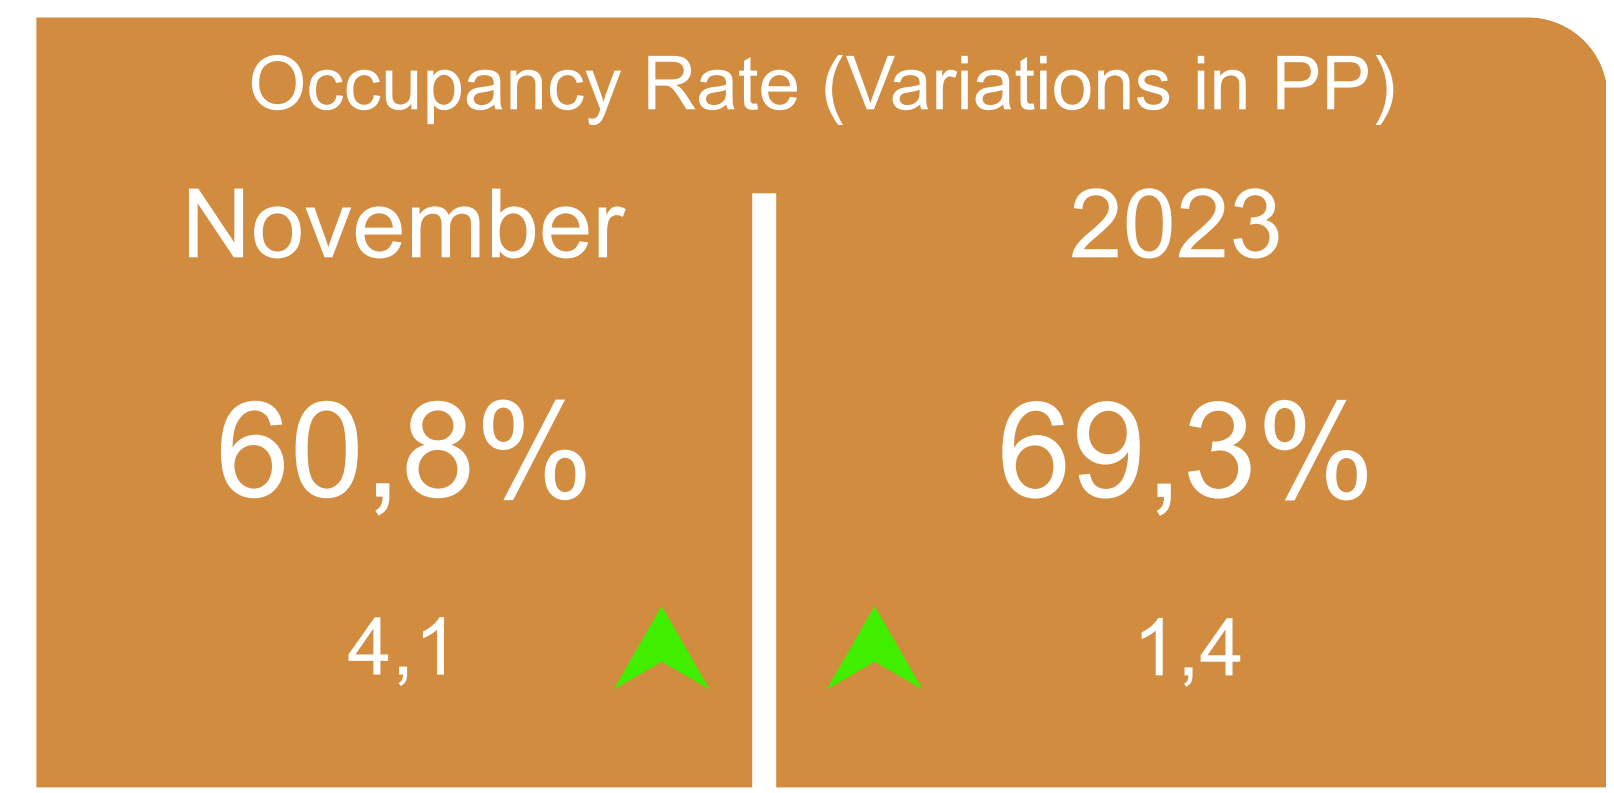 Occupancy Rate (Variations in PP)
November
2023
60,8%
69,3%
4,1
1,4